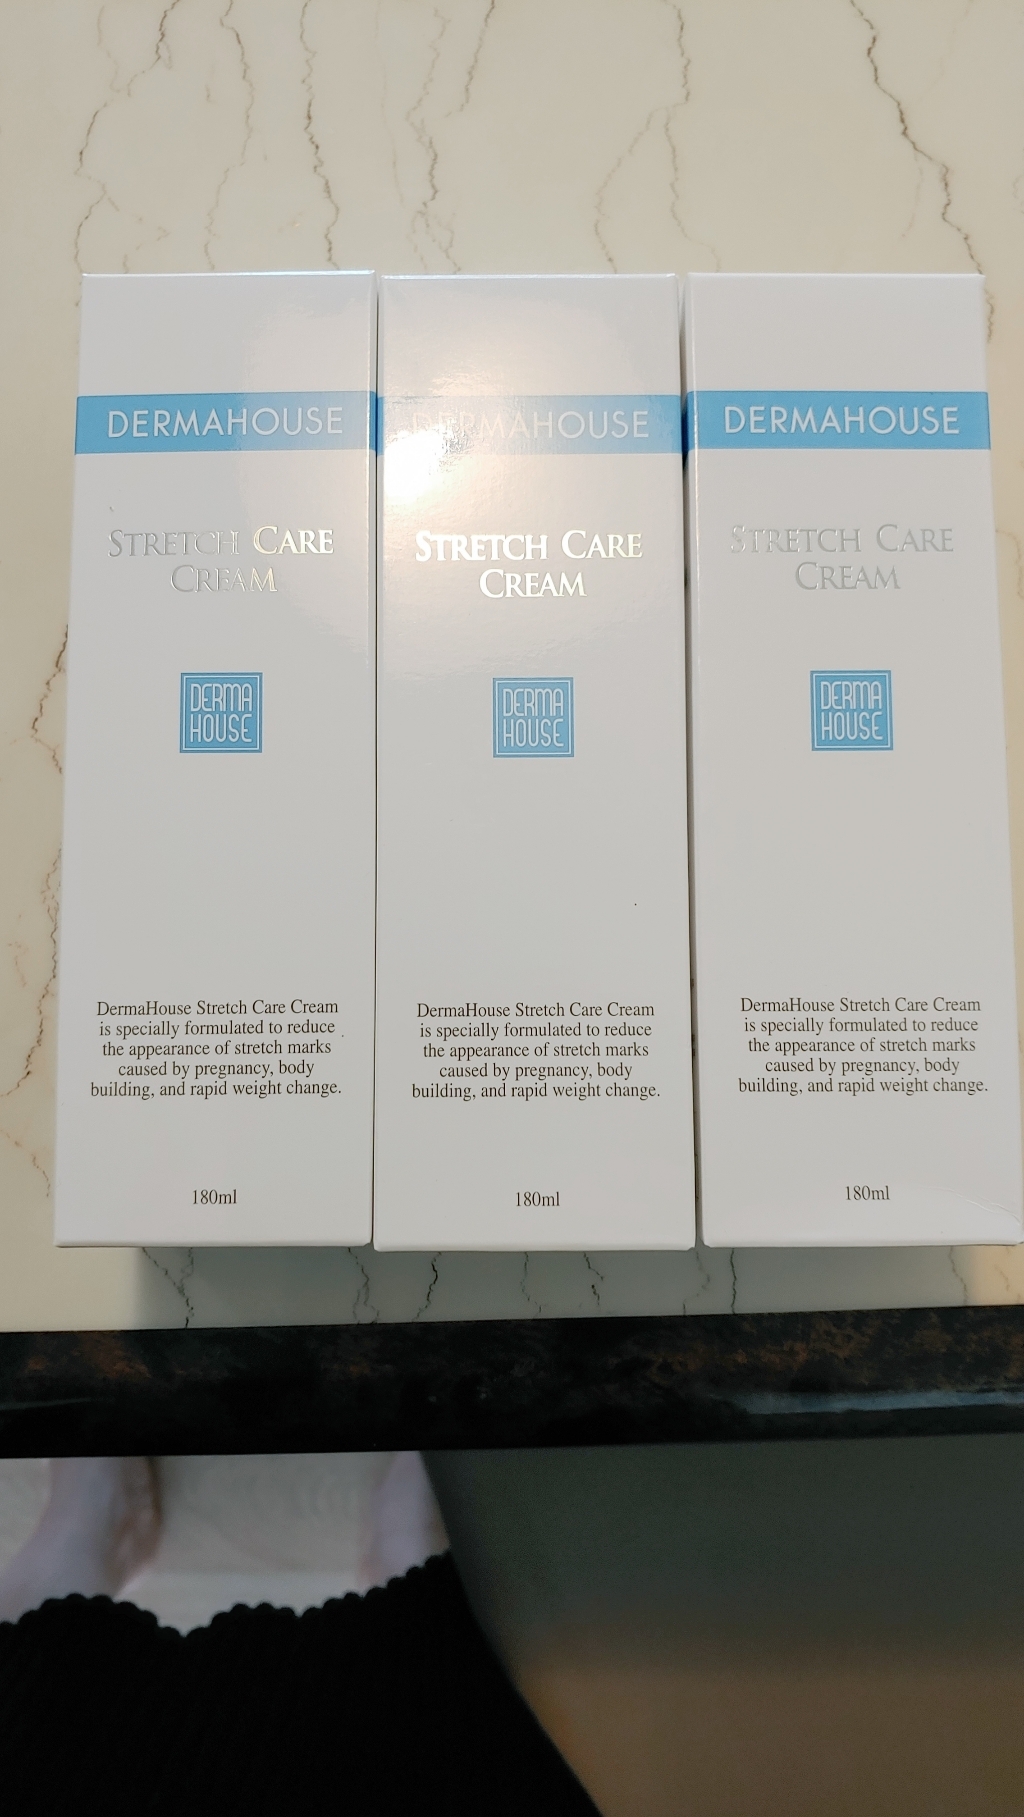 DERMAHOUSE
STRETCH CARE
CREAM
DERMA
HOUSE
DermaHouse Stretch Care Cream
is specially formulated to reduce
the appearance of stretch marks
caused by pregnancy, body
building, and rapid weight change.
180ml
DERMAHOUSE
STRETCH CARE
CREAM
DERMA
HOUSE
DermaHouse Stretch Care Cream
is specially formulated to reduce
the appearance of stretch marks
caused by pregnancy, body
building, and rapid weight change.
180ml
DERMAHOUSE
STRETCH CARE
CREAM
DERMA
HOUSE
DermaHouse Stretch Care Cream
is specially formulated to reduce
the appearance of stretch marks
caused by pregnancy, body
building, and rapid weight change.
180ml